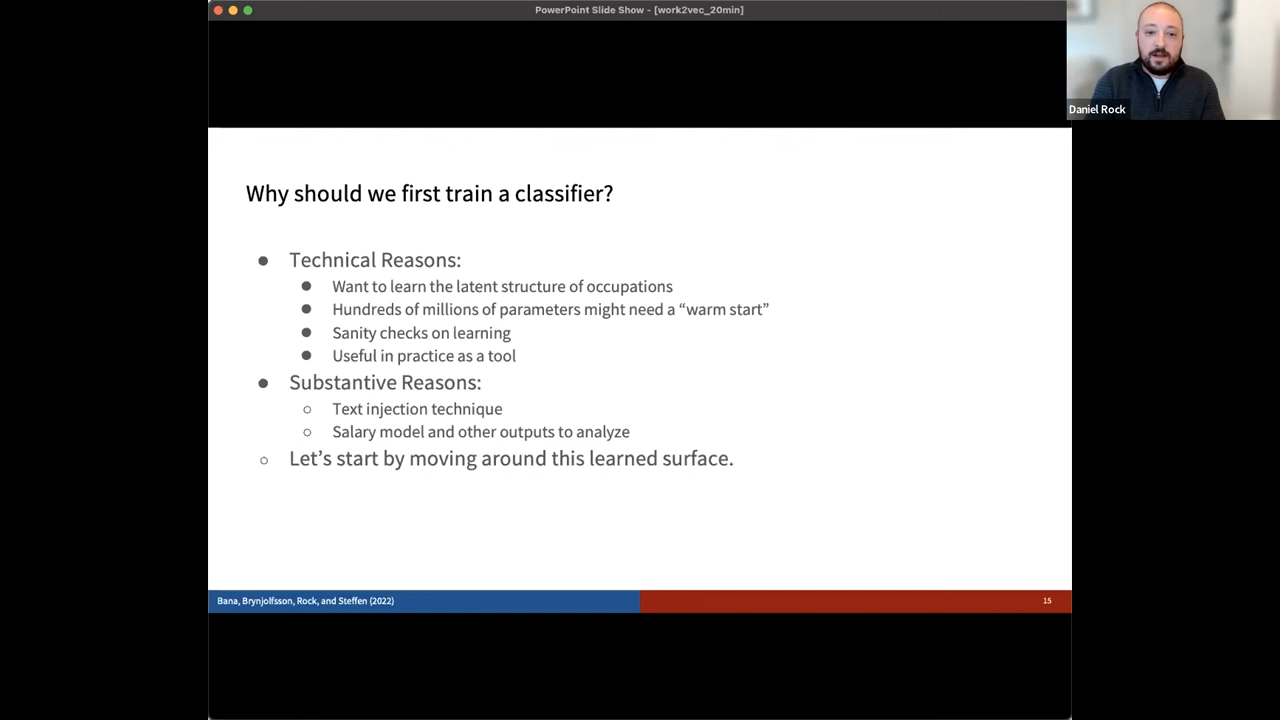 PowerPoint Slide Show - [work2vec_20min]
Daniel Rock
Why should we first train a classifier?
● Technical Reasons:
● Want to learn the latent structure of occupations
● Hundreds of millions of parameters might need a “warm start”
● Sanity checks on learning
● Useful in practice as a tool
● Substantive Reasons:
○ Text injection technique
○ Salary model and other outputs to analyze
○ Let’s start by moving around this learned surface.
Bana, Brynjolfsson, Rock, and Steffen (2022)
15